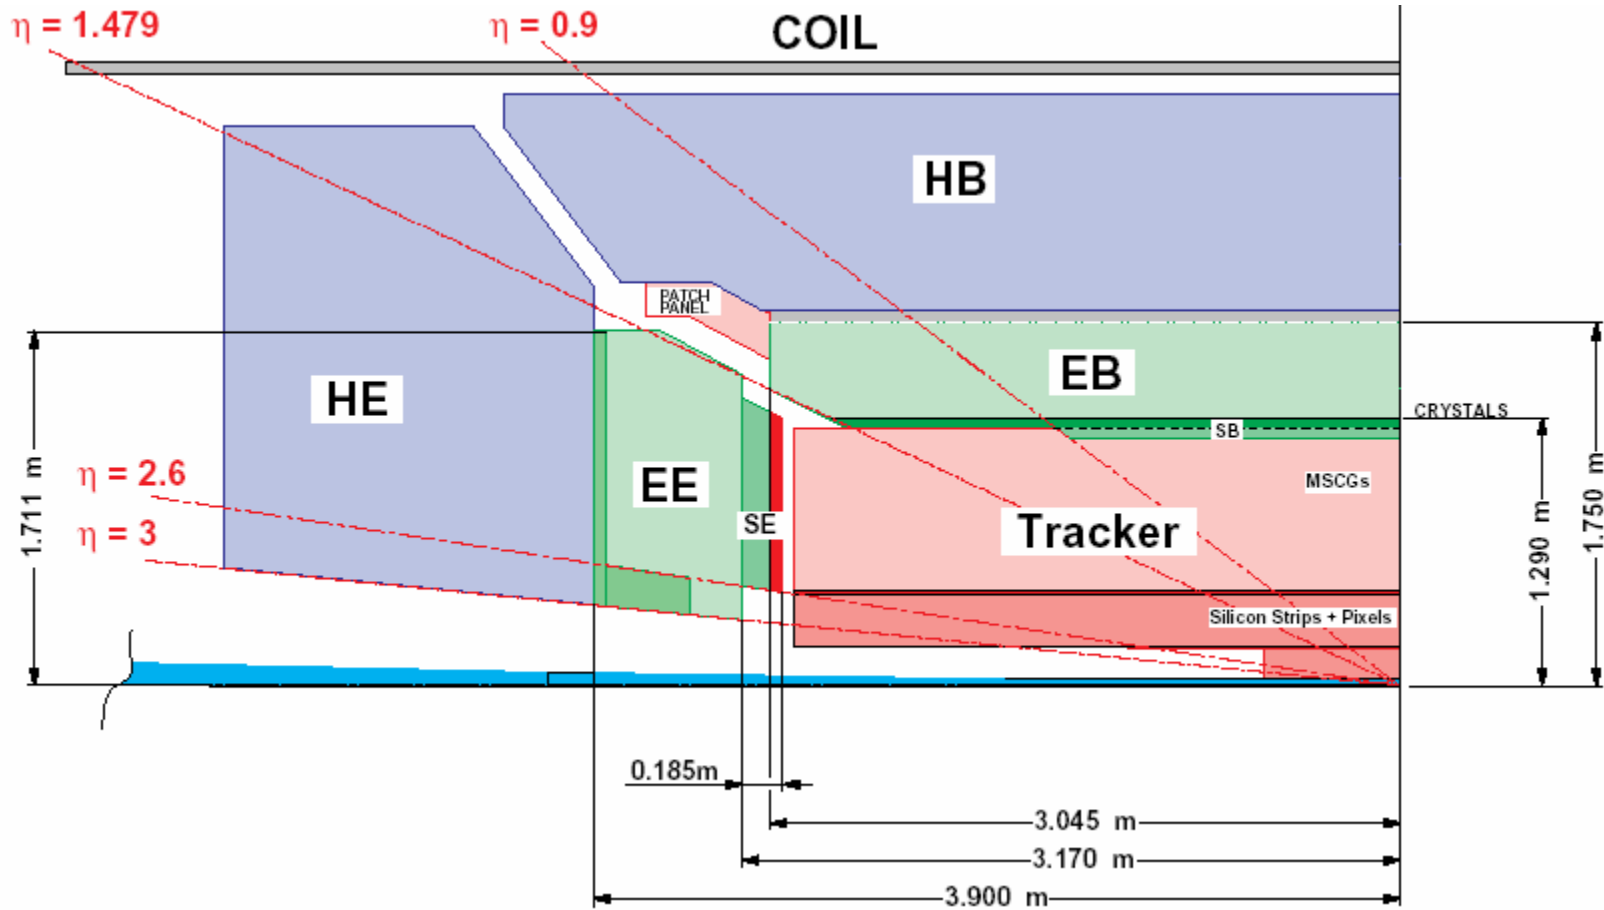 η = 1.479
η = 0.9
COIL
HB
PATCH
PANEL
EB
HE
CRYSTALS
SB
EE
η = 2.6
MSCGs
SE
Tracker
η = 3
1.711 m
1.290 m
1.750 m
Silicon Strips + Pixels
0.185m
3.045 m
3.170 m
3.900 m